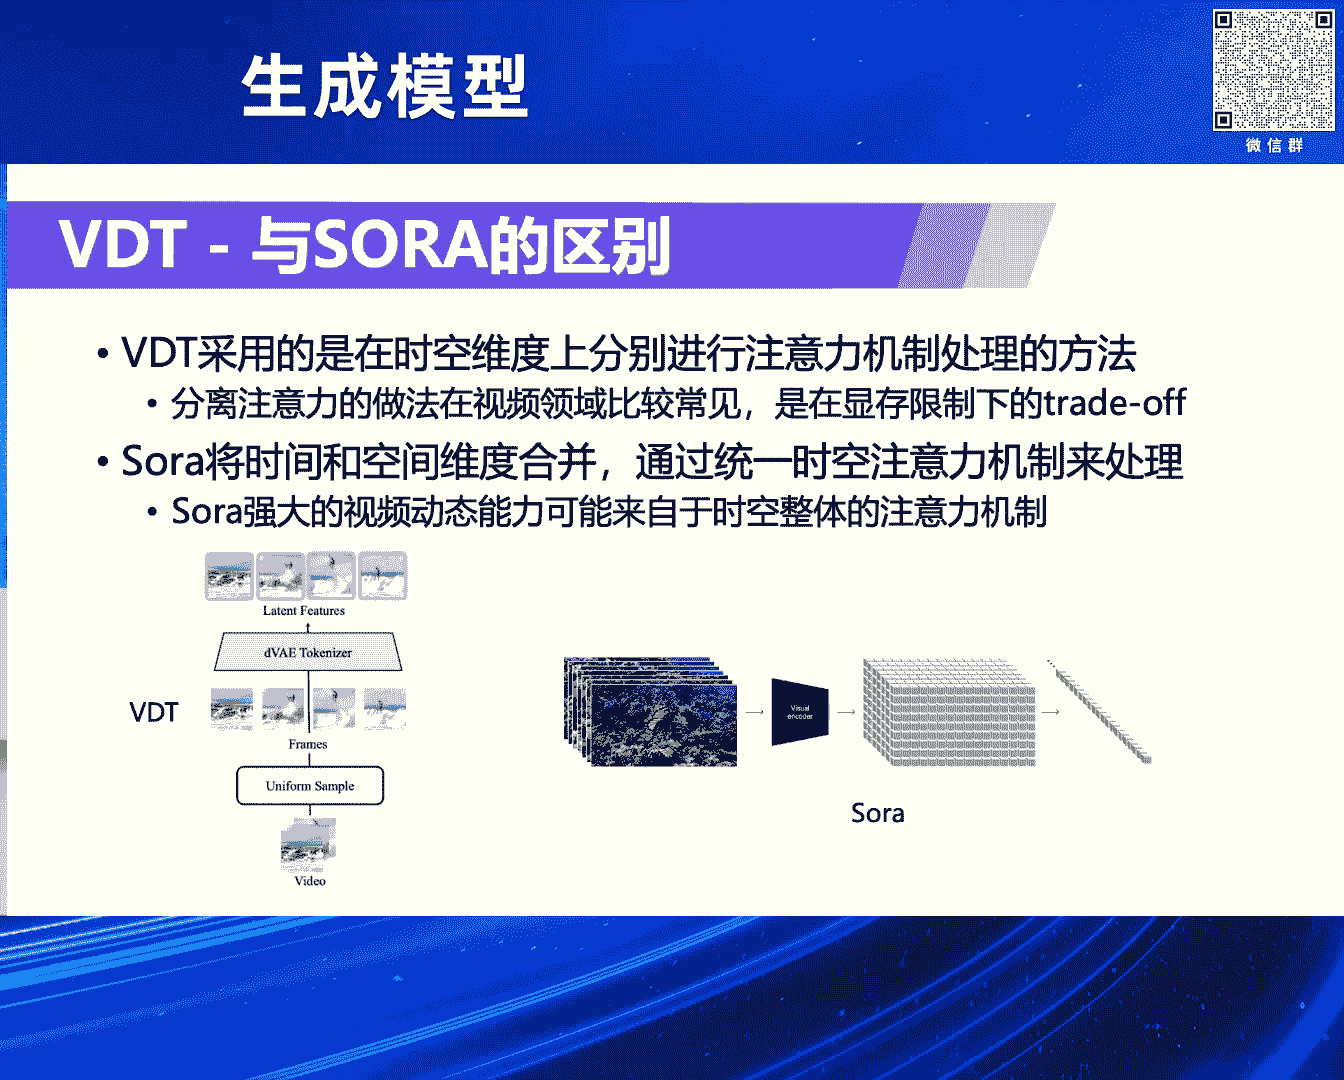 生成模型
微信群
VDT - 与SORA的区别
• VDT采用的是在时空维度上分别进行注意力机制处理的方法
• 分离注意力的做法在视频领域比较常见，是在显存限制下的trade-off
• Sora将时间和空间维度合并，通过统一时空注意力机制来处理
• Sora强大的视频动态能力可能来自于时空整体的注意力机制
Latent Features
dVAE Tokenizer
VDT
Frames
Uniform Sample
Video
Visual
encoder
Sora